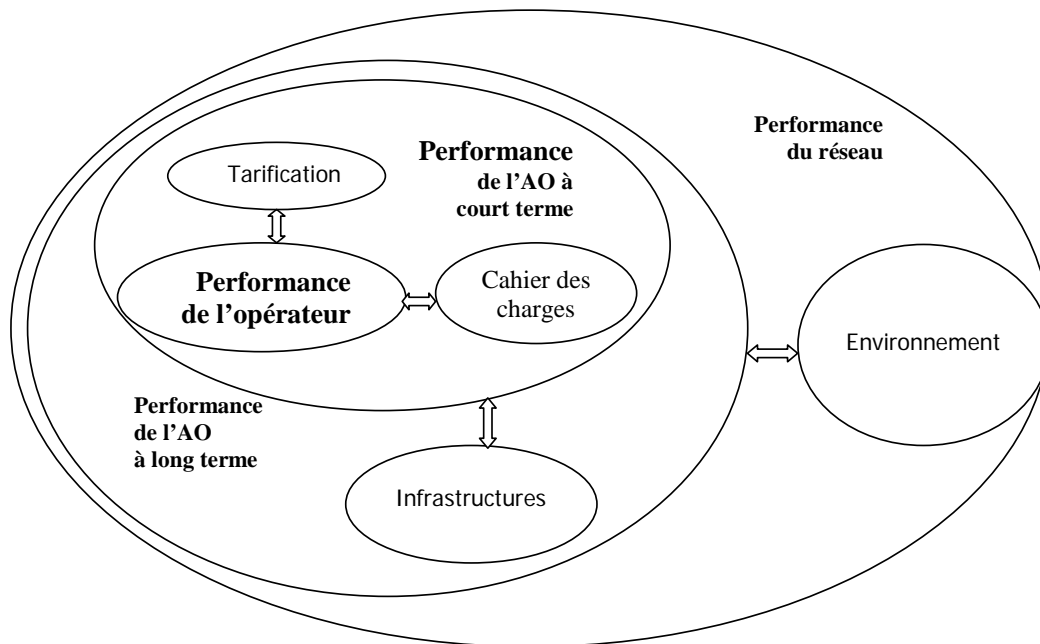 Performance
du réseau
Performance
de l’AO à
court terme
Tarification
Performance
de l’opérateur
Cahier des
charges
Environnement
Performance
de l’AO
à long terme
Infrastructures